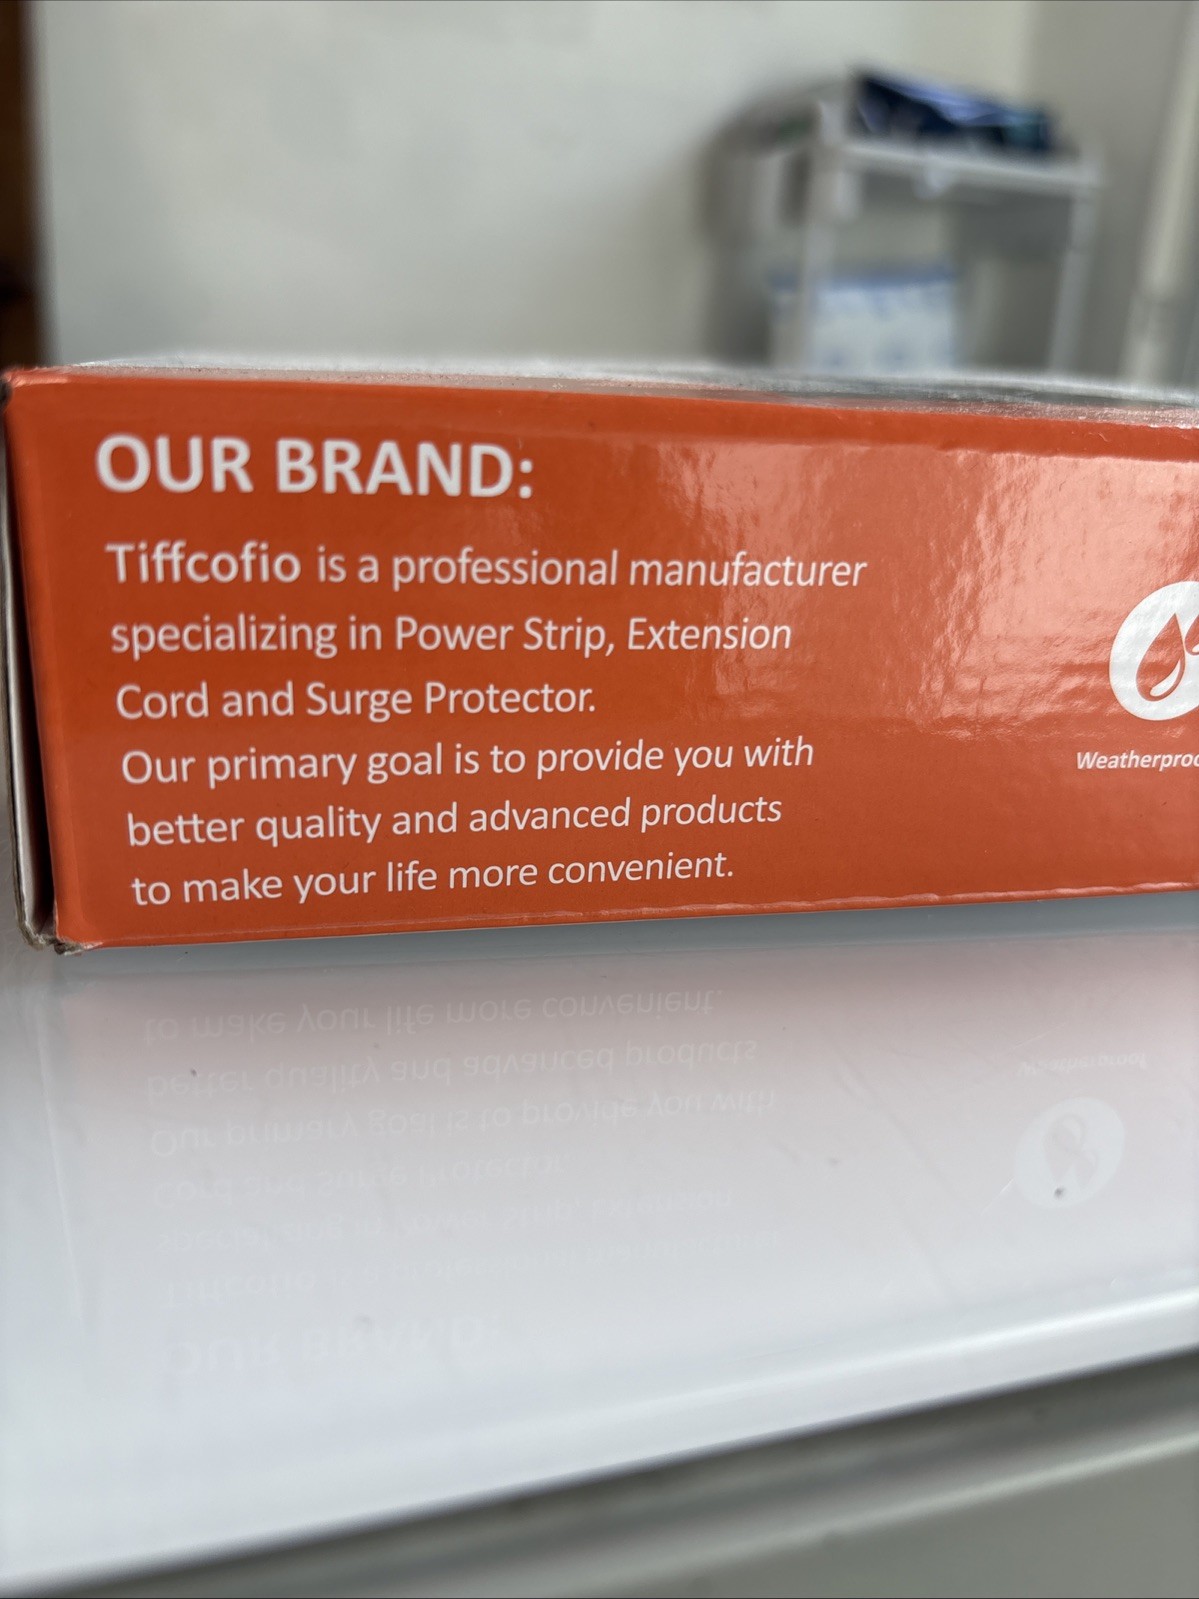 OUR BRAND:
Tiffcofio is a professional manufacturer
specializing in Power Strip, Extension
Cord and Surge Protector.
Our primary goal is to provide you with
better quality and advanced products
to make your life more convenient.
Weatherproo